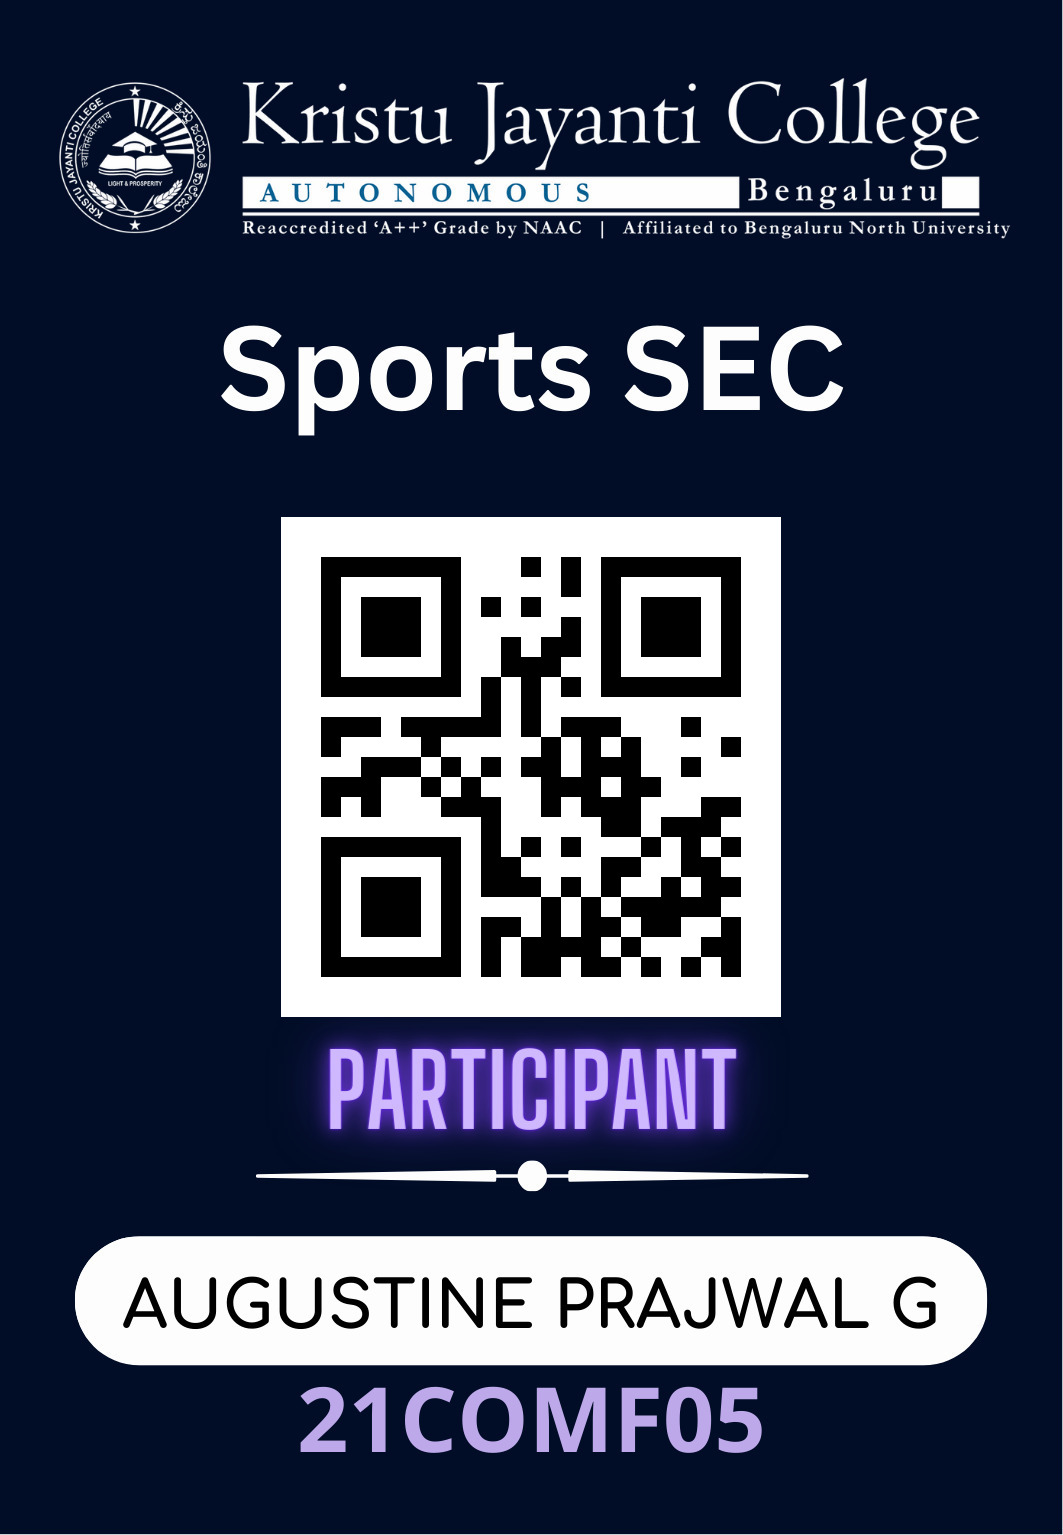 Kristu Jayanti College
AUTONOMOUS Bengaluru
Reaccredited ‘A++’ Grade by NAAC | Affiliated to Bengaluru North University
KRISTU JAYANTI COLLEGE
LIGHT & PROSPERITY
Sports SEC
PARTICIPANT
AUGUSTINE PRAJWAL G
21COMF05